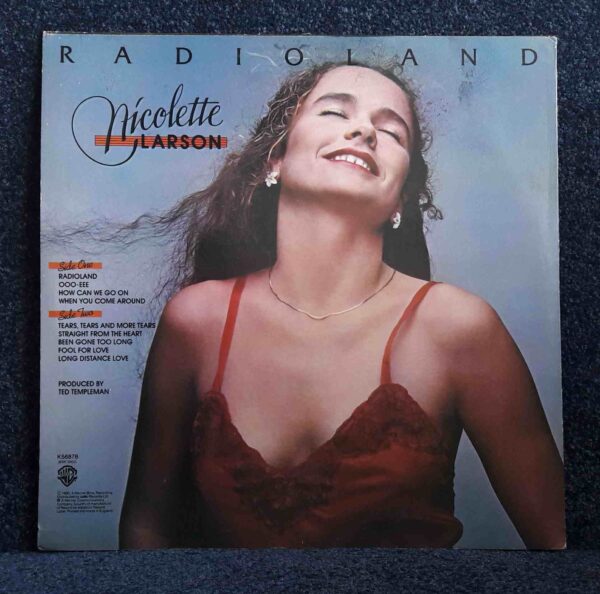 RADIOLAND
Nicolette
LARSON
Side One
RADIOLAND
OOO-EEE
HOW CAN WE GO ON
WHEN YOU COME AROUND
Side Two
TEARS, TEARS AND MORE TEARS
STRAIGHT FROM THE HEART
BEEN GONE TOO LONG
FOOL FOR LOVE
LONG DISTANCE LOVE
PRODUCED BY
TED TEMPLEMAN
K56878